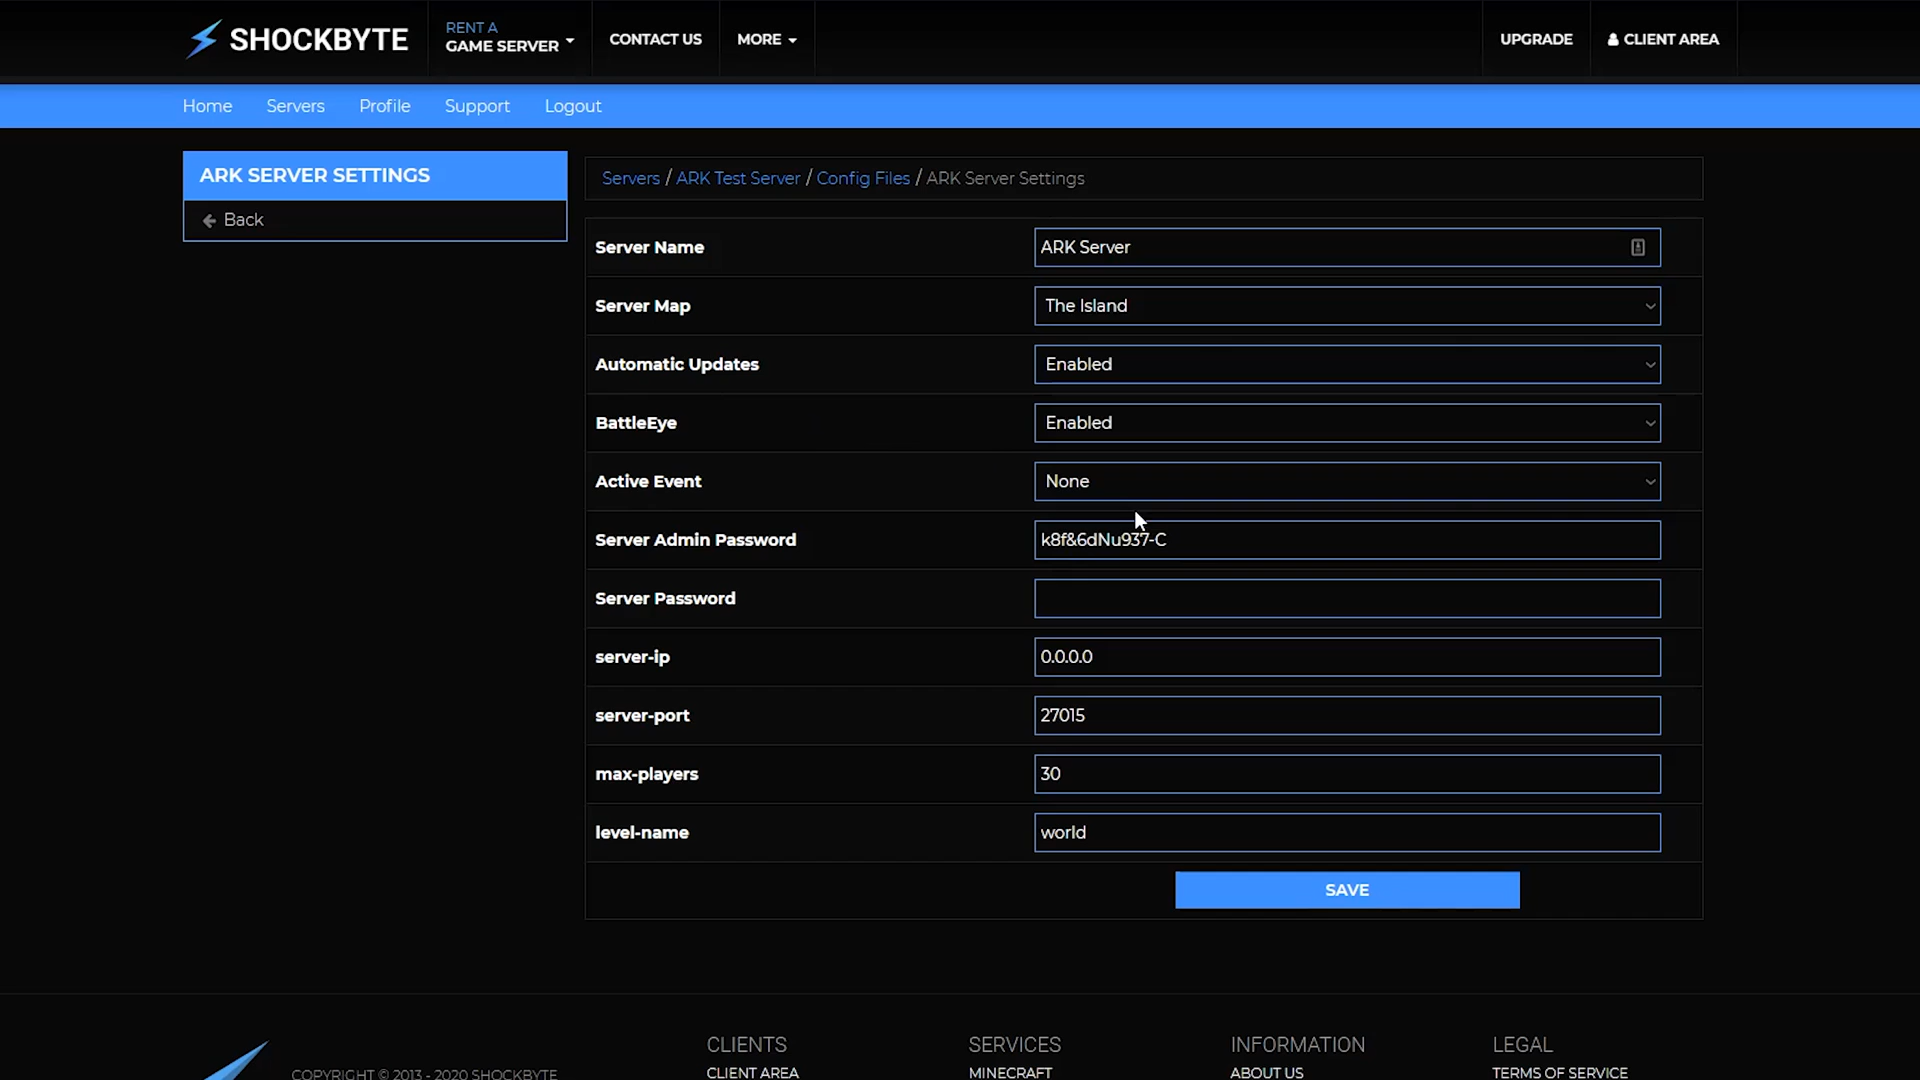 SHOCKBYTE
RENT A
GAME SERVER
CONTACT US
MORE
UPGRADE
CLIENT AREA
Home
Servers
Profile
Support
Logout
ARK SERVER SETTINGS
Back
Servers / ARK Test Server / Config Files / ARK Server Settings
Server Name
ARK Server
Server Map
The Island
Automatic Updates
Enabled
BattleEye
Enabled
Active Event
None
Server Admin Password
k8f&6dNu937-C
Server Password
server-ip
0.0.0.0
server-port
27015
max-players
30
level-name
world
SAVE
CLIENTS
SERVICES
INFORMATION
LEGAL
COPYRIGHT © 2013 - 2020 SHOCKBYTE
CLIENT AREA
MINECRAFT
ABOUT US
TERMS OF SERVICE